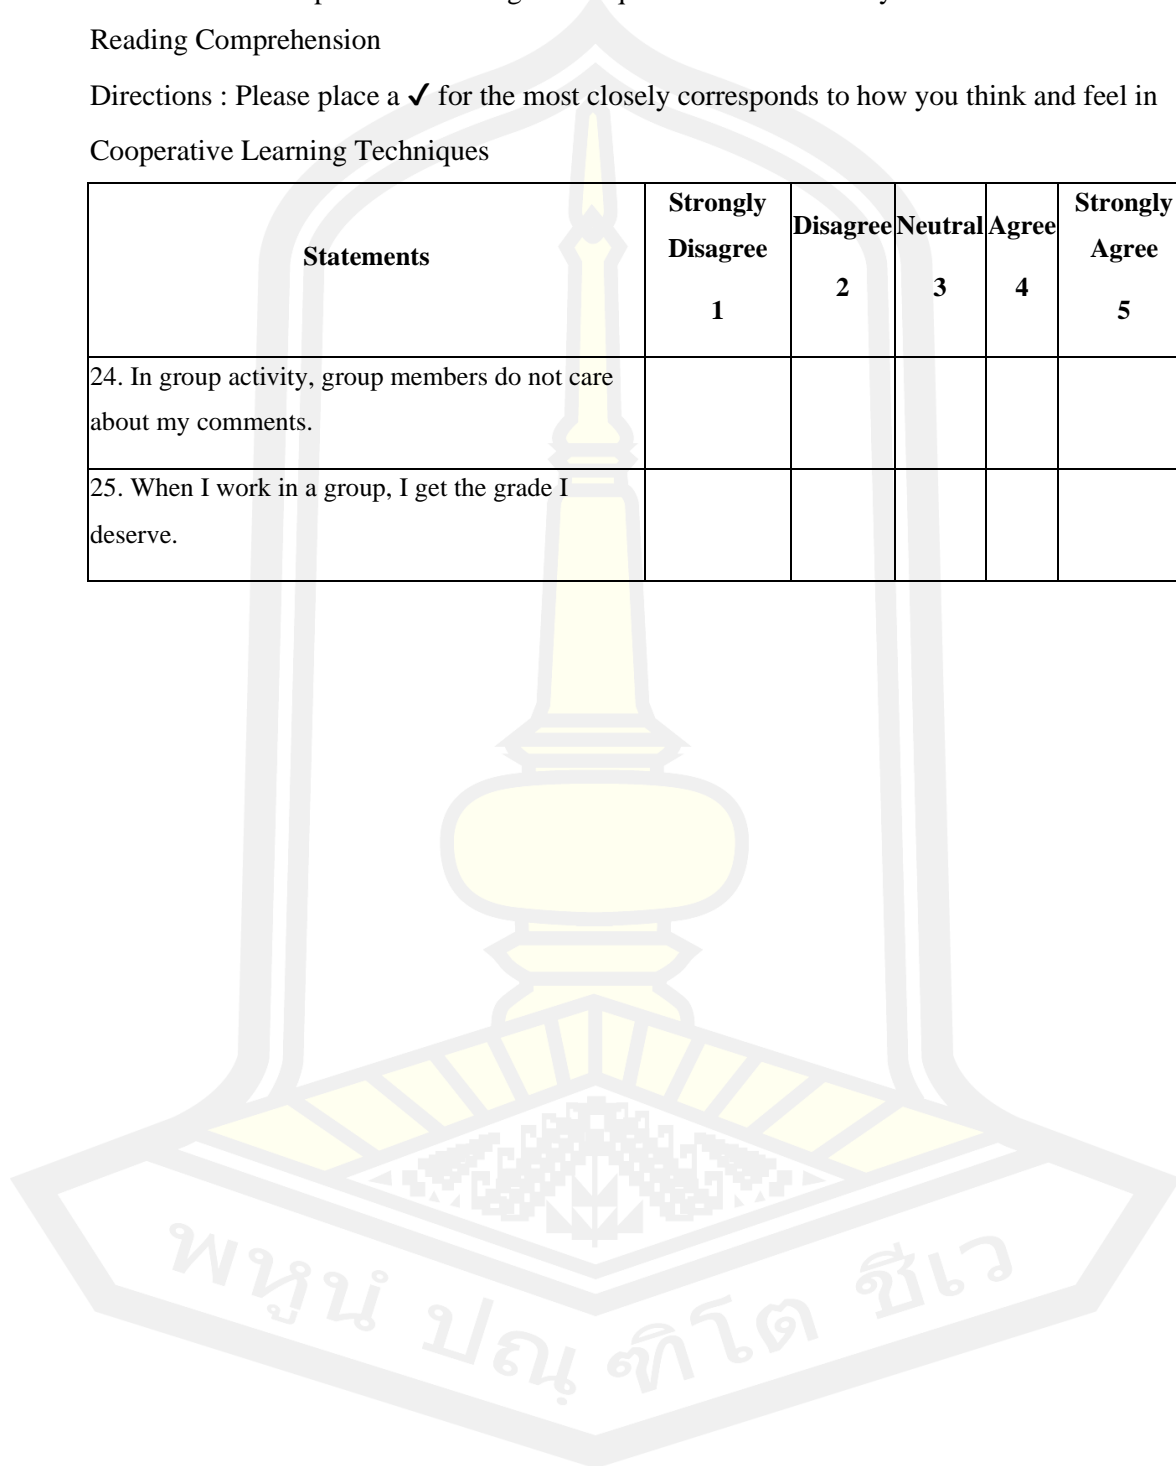 Reading Comprehension
Directions : Please place a ✓ for the most closely corresponds to how you think and feel in
Cooperative Learning Techniques
Statements
Strongly
Disagree
1
Disagree
2
Neutral
3
Agree
4
Strongly
Agree
5
24. In group activity, group members do not care
about my comments.
25. When I work in a group, I get the grade I
deserve.
พหูนํ ปณฺฑิโต ชีเว